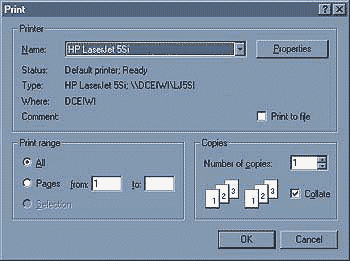 Print
Printer
Name: HP LaserJet 5Si
Properties
Status: Default printer; Ready
Type: HP LaserJet 5Si; \\DCEIWI\LJ5SI
Where: DCEIWI
Comment:
Print to file
Print range
All
Pages from: 1 to:
Selection
Copies
Number of copies: 1
1 2 3 1 2 3
Collate
OK Cancel